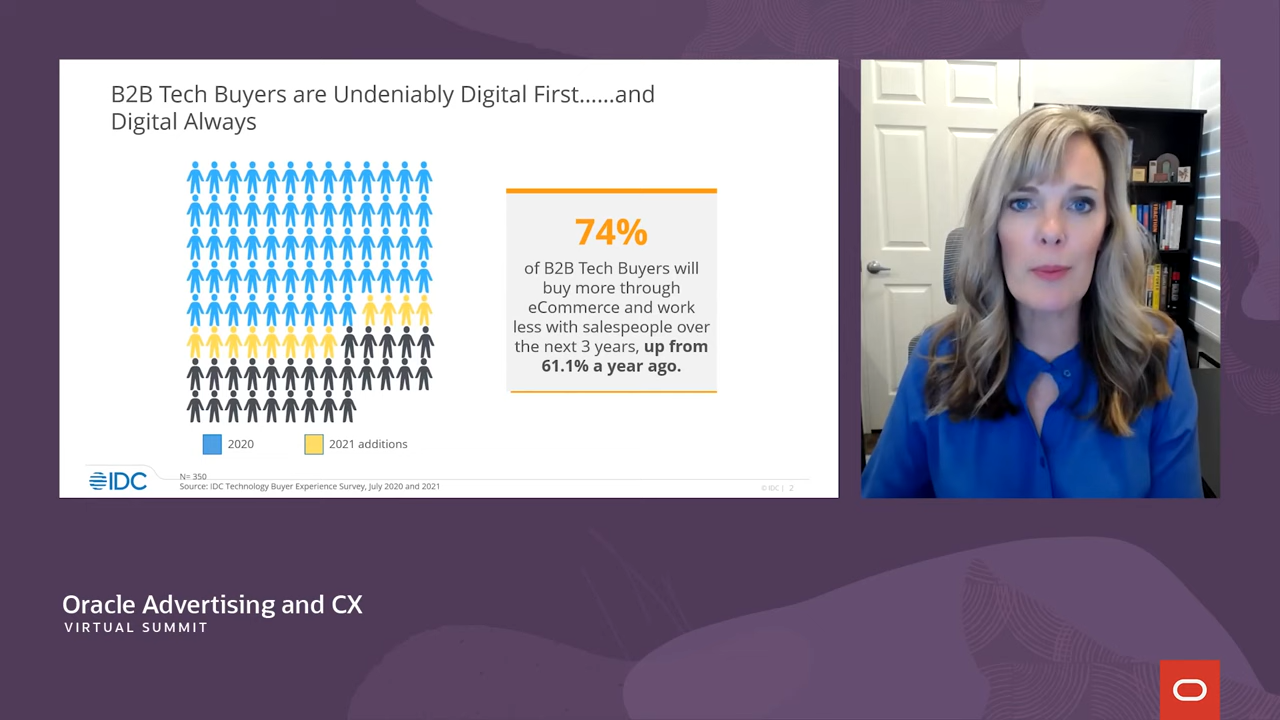 B2B Tech Buyers are Undeniably Digital First……and
Digital Always
74%
of B2B Tech Buyers will
buy more through
eCommerce and work
less with salespeople over
the next 3 years, up from
61.1% a year ago.
2020
2021 additions
IDC
N= 350
Source: IDC Technology Buyer Experience Survey, July 2020 and 2021
© IDC | 2
Oracle Advertising and CX
VIRTUAL SUMMIT